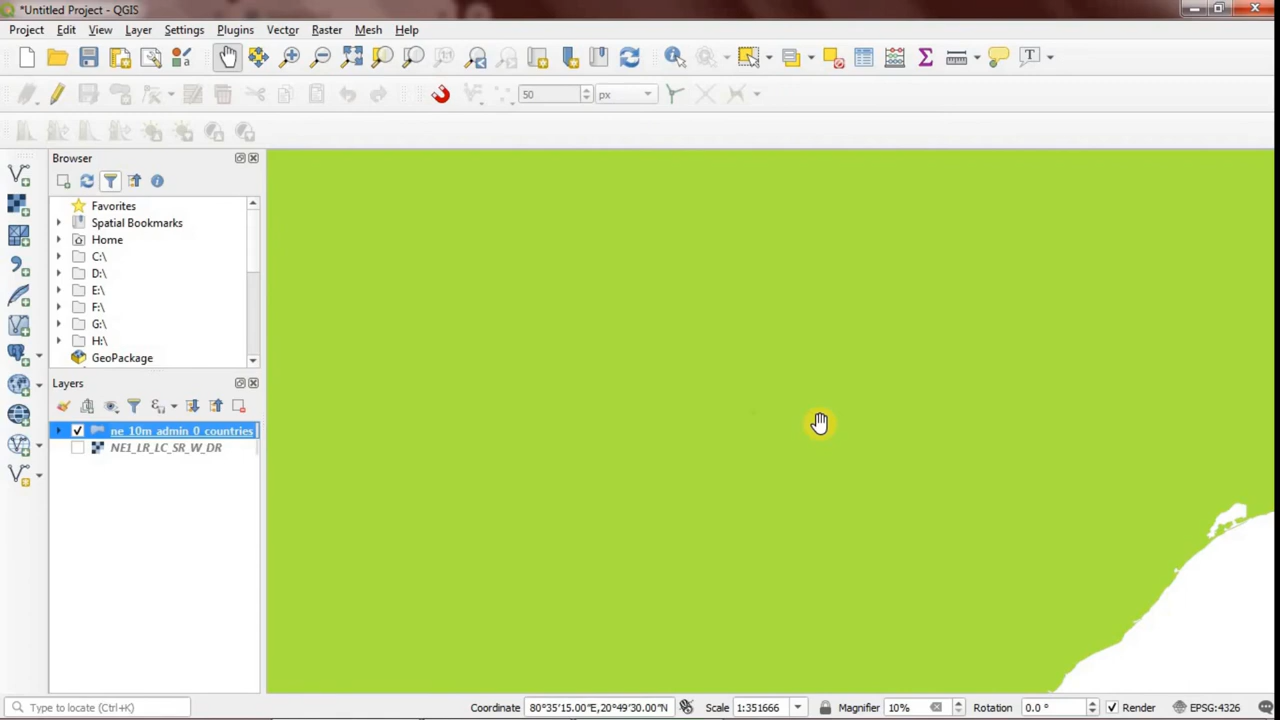 *Untitled Project - QGIS
Project Edit View Layer Settings Plugins Vector Raster Mesh Help
50 px
Browser
Favorites
Spatial Bookmarks
Home
C:\
D:\
E:\
F:\
G:\
H:\
GeoPackage
Layers
ne_10m_admin_0_countries
NE1_LR_LC_SR_W_DR
Type to locate (Ctrl+K) Coordinate 80°35'15.00"E,20°49'30.00"N Scale 1:351666 Magnifier 10% Rotation 0.0 ° Render EPSG:4326